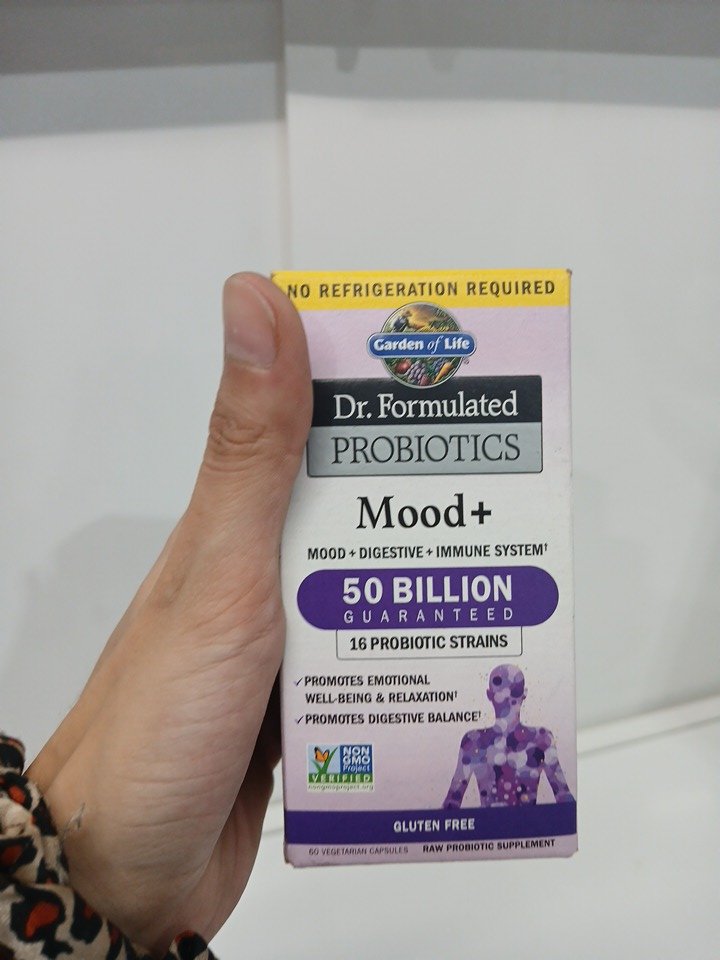 NO REFRIGERATION REQUIRED
Garden of Life
Dr. Formulated
PROBIOTICS
Mood+
MOOD + DIGESTIVE + IMMUNE SYSTEM†
50 BILLION
GUARANTEED
16 PROBIOTIC STRAINS
✓PROMOTES EMOTIONAL
WELL-BEING & RELAXATION†
✓PROMOTES DIGESTIVE BALANCE†
NON
GMO
Project
VERIFIED
nongmoproject.org
GLUTEN FREE
60 VEGETARIAN CAPSULES RAW PROBIOTIC SUPPLEMENT